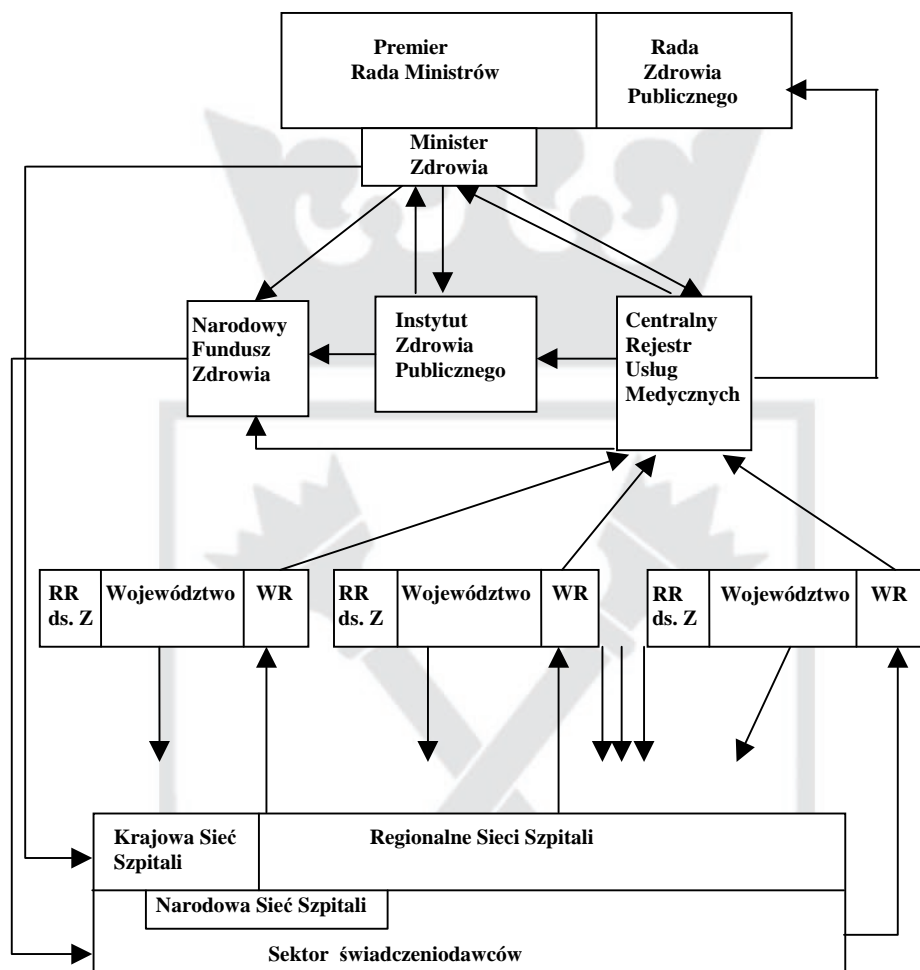 Premier
Rada Ministrów
Rada
Zdrowia
Publicznego
Minister
Zdrowia
Narodowy
Fundusz
Zdrowia
Instytut
Zdrowia
Publicznego
Centralny
Rejestr
Usług
Medycznych
RR
ds. Z
Województwo
WR
RR
ds. Z
Województwo
WR
RR
ds. Z
Województwo
WR
Krajowa Sieć
Szpitali
Regionalne Sieci Szpitali
Narodowa Sieć Szpitali
Sektor świadczeniodawców